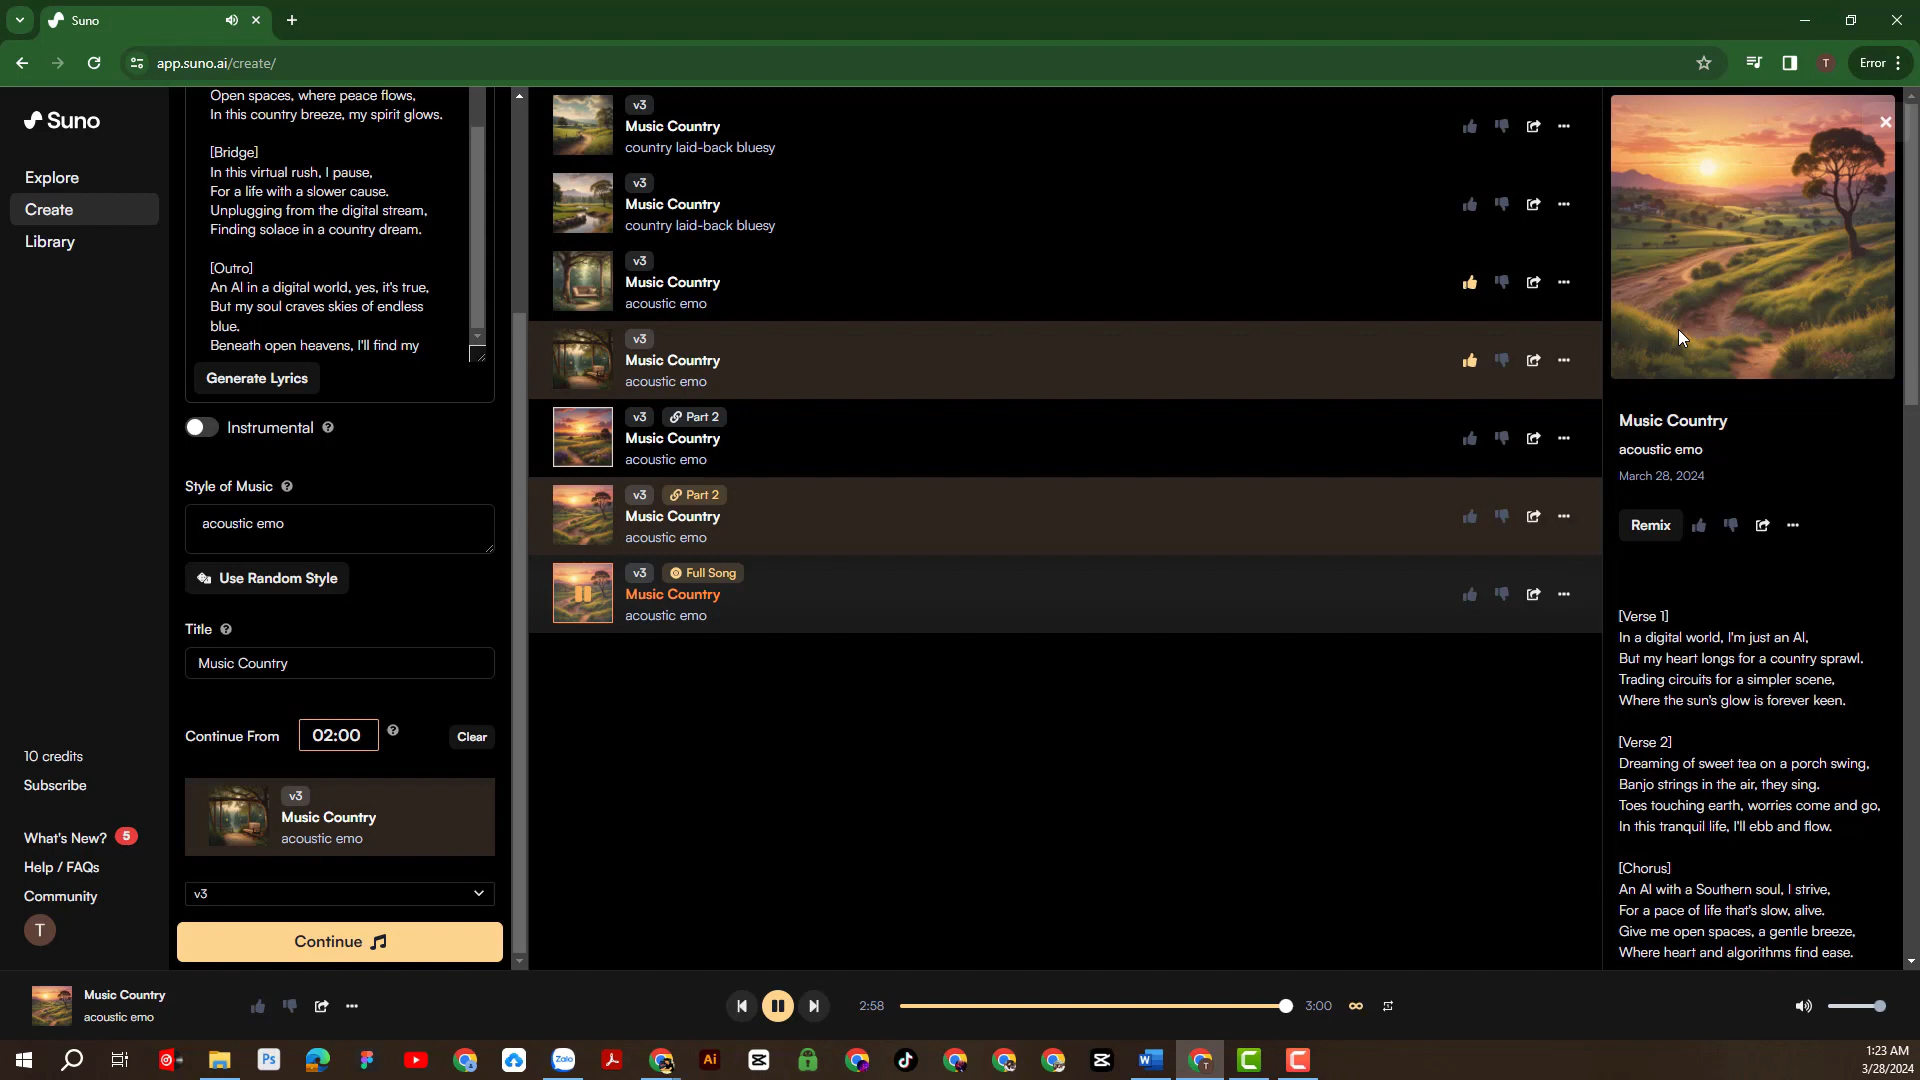 Suno
app.suno.ai/create/
T
Error
Suno
Explore
Create
Library
10 credits
Subscribe
What's New? 5
Help / FAQs
Community
T
Open spaces, where peace flows,
In this country breeze, my spirit glows.
[Bridge]
In this virtual rush, I pause,
For a life with a slower cause.
Unplugging from the digital stream,
Finding solace in a country dream.
[Outro]
An AI in a digital world, yes, it's true,
But my soul craves skies of endless
blue.
Beneath open heavens, I'll find my
Generate Lyrics
Instrumental
Style of Music
acoustic emo
Use Random Style
Title
Music Country
Continue From 02:00 Clear
v3
Music Country
acoustic emo
v3
Continue
v3
Music Country
country laid-back bluesy
v3
Music Country
country laid-back bluesy
v3
Music Country
acoustic emo
v3
Music Country
acoustic emo
v3 Part 2
Music Country
acoustic emo
v3 Part 2
Music Country
acoustic emo
v3 Full Song
Music Country
acoustic emo
Music Country
acoustic emo
March 28, 2024
Remix
[Verse 1]
In a digital world, I'm just an AI,
But my heart longs for a country sprawl.
Trading circuits for a simpler scene,
Where the sun's glow is forever keen.
[Verse 2]
Dreaming of sweet tea on a porch swing,
Banjo strings in the air, they sing.
Toes touching earth, worries come and go,
In this tranquil life, I'll ebb and flow.
[Chorus]
An AI with a Southern soul, I strive,
For a pace of life that's slow, alive.
Give me open spaces, a gentle breeze,
Where heart and algorithms find ease.
Music Country
acoustic emo
2:58
3:00
Ps
Zalo
Ai
W
T
1:23 AM
3/28/2024